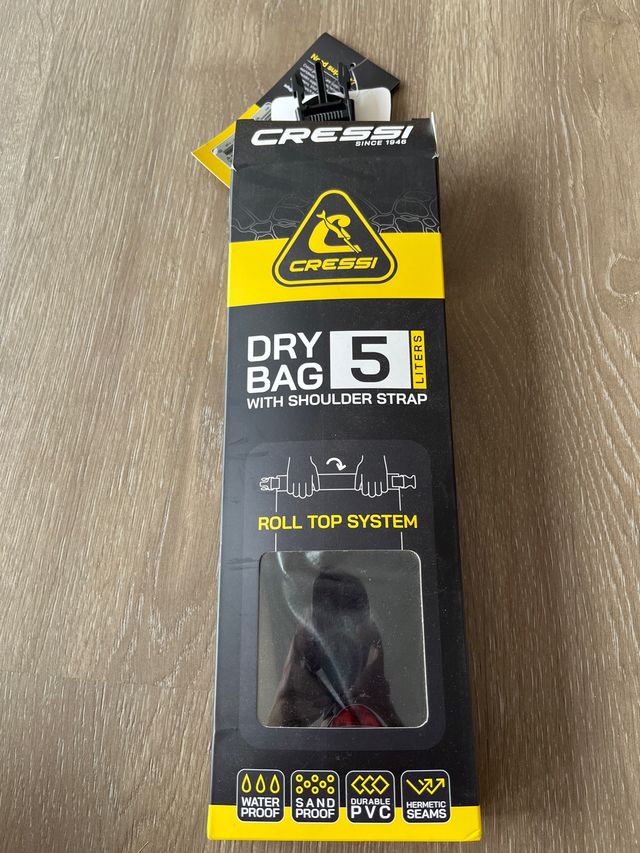 CRESSI
SINCE 1946
CRESSI
DRY
BAG
5
LITERS
WITH SHOULDER STRAP
ROLL TOP SYSTEM
WATER
PROOF
SAND
PROOF
DURABLE
PVC
HERMETIC
SEAMS